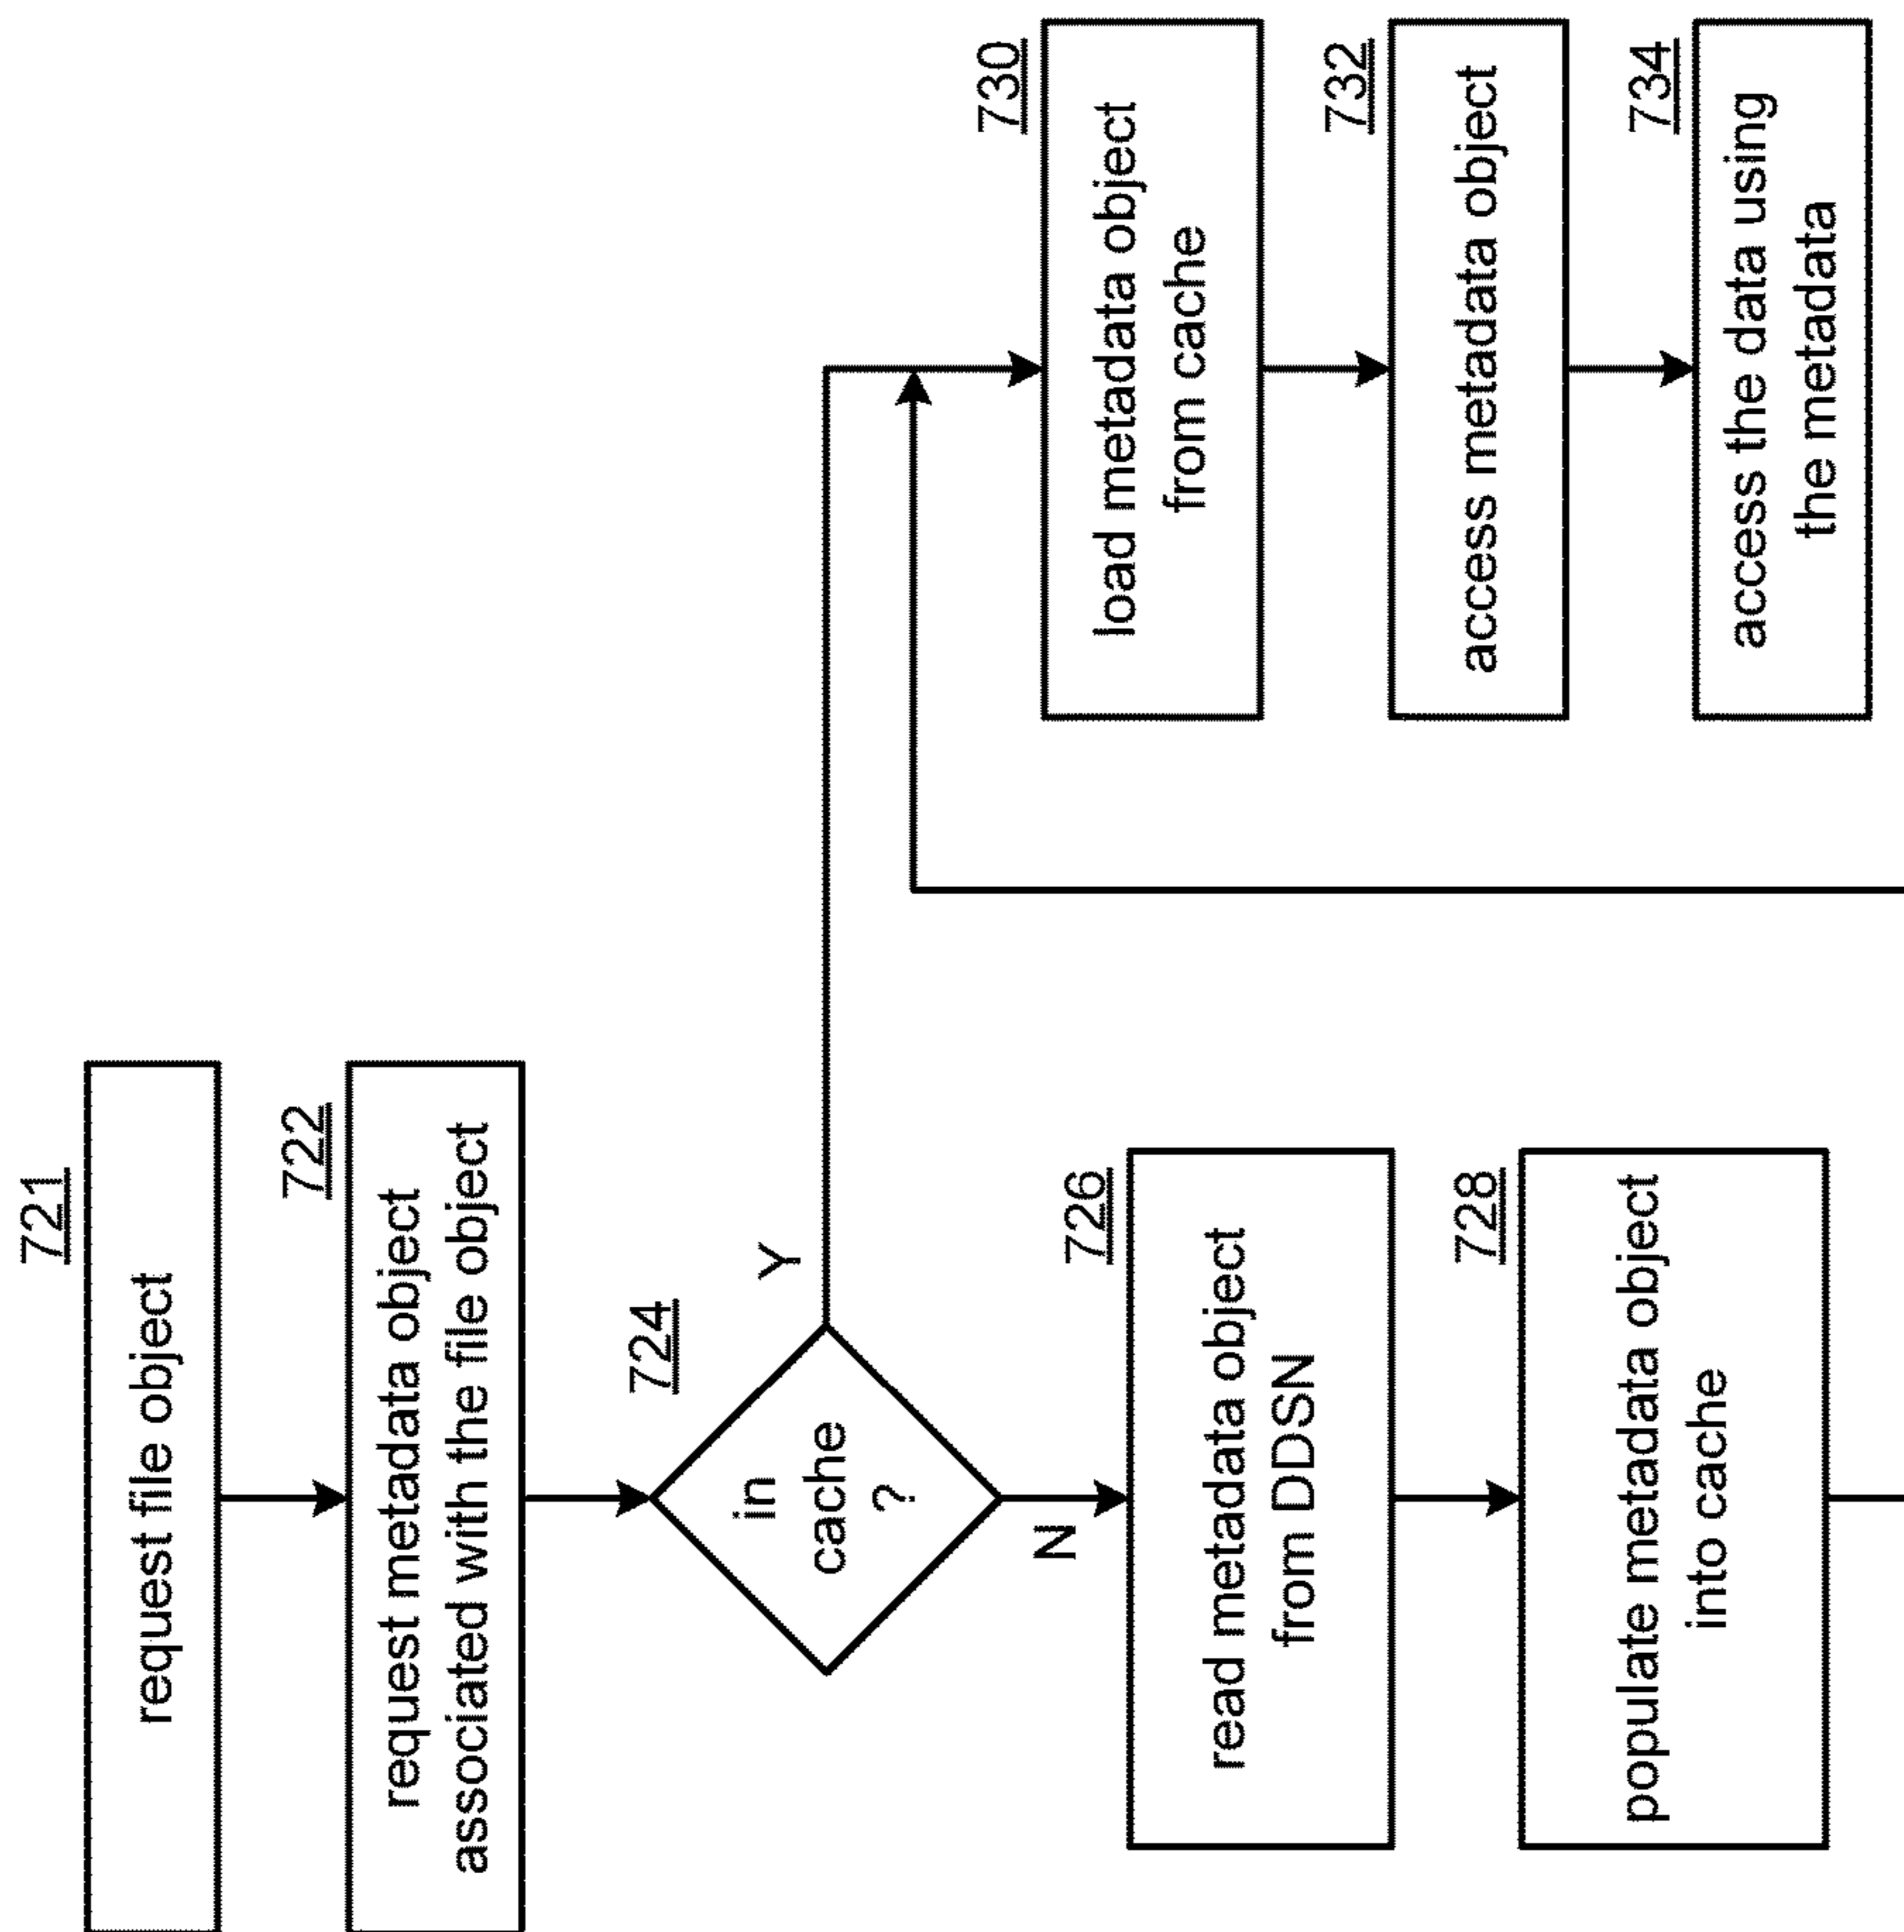 721
request file object
722
request metadata object
associated with the file object
724
in
cache
?
Y
N
726
read metadata object
from DDSN
728
populate metadata object
into cache
730
load metadata object
from cache
732
access metadata object
734
access the data using
the metadata